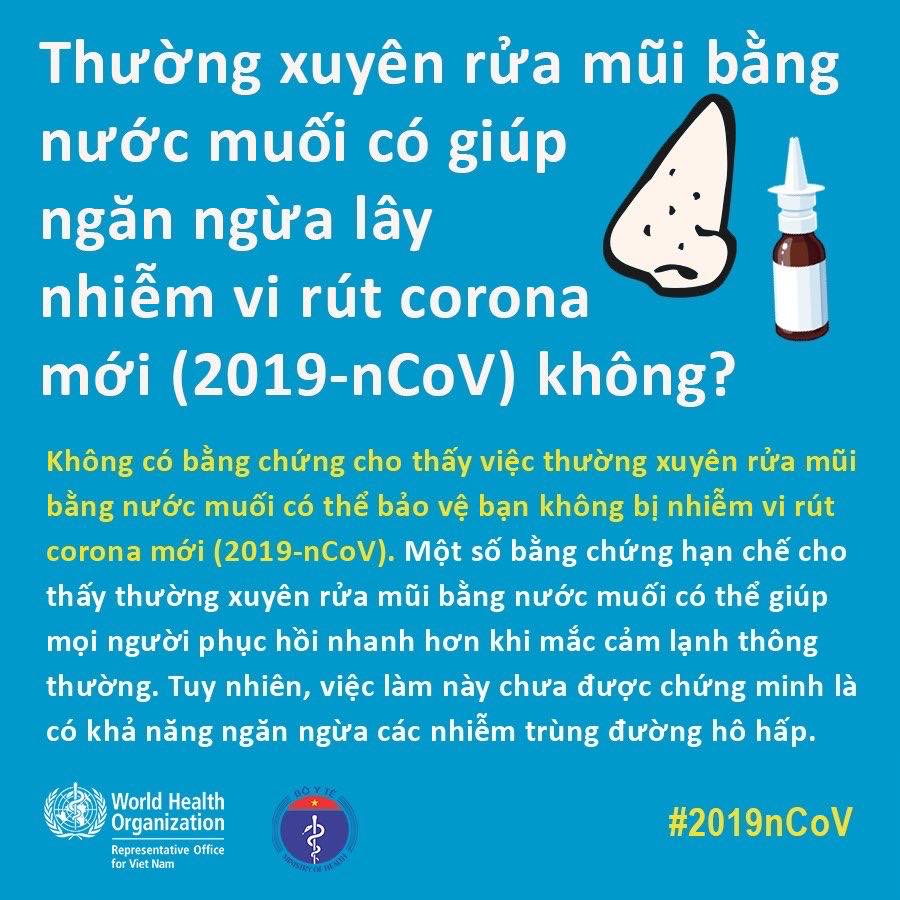 Thường xuyên rửa mũi bằng
nước muối có giúp
ngăn ngừa lây
nhiễm vi rút corona
mới (2019-nCoV) không?
Không có bằng chứng cho thấy việc thường xuyên rửa mũi
bằng nước muối có thể bảo vệ bạn không bị nhiễm vi rút
corona mới (2019-nCoV). Một số bằng chứng hạn chế cho
thấy thường xuyên rửa mũi bằng nước muối có thể giúp
mọi người phục hồi nhanh hơn khi mắc cảm lạnh thông
thường. Tuy nhiên, việc làm này chưa được chứng minh là
có khả năng ngăn ngừa các nhiễm trùng đường hô hấp.
World Health
Organization
Representative Office
for Viet Nam
BỘ Y TẾ
MINISTRY OF HEALTH
#2019nCoV